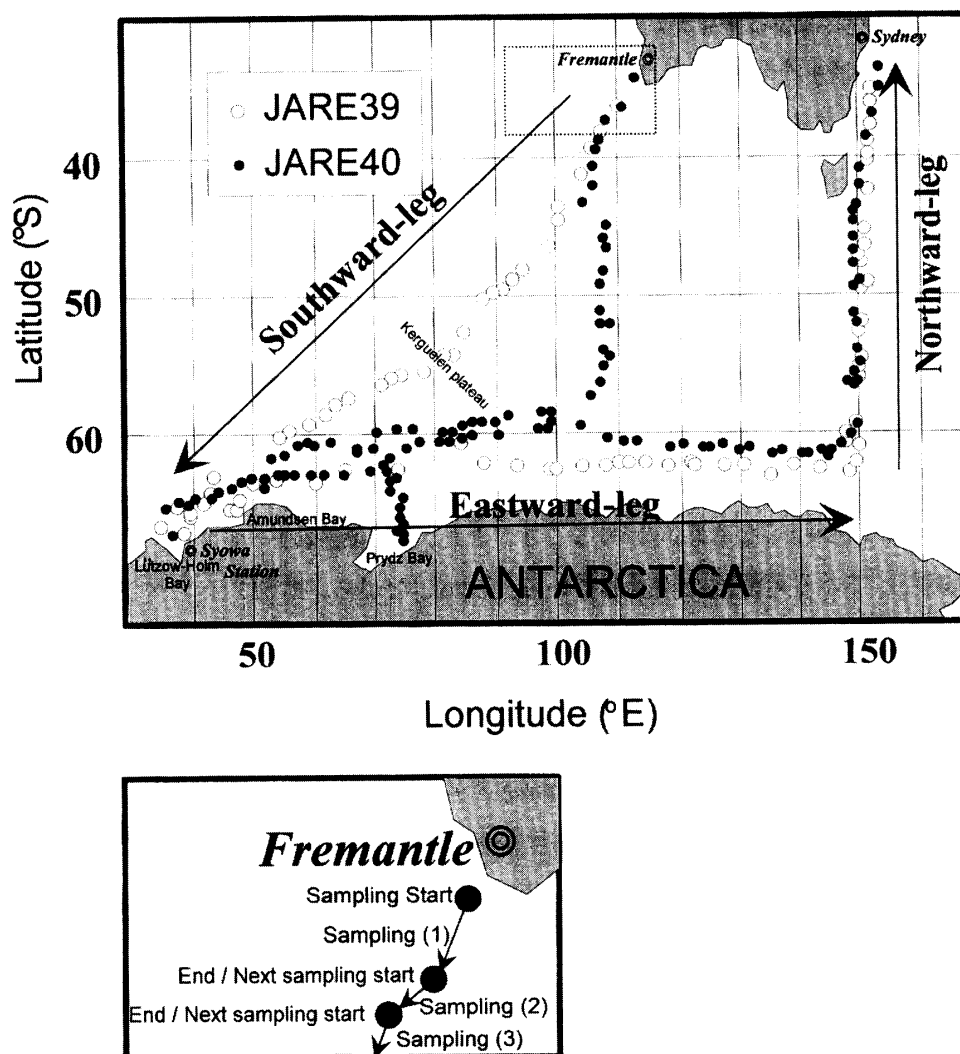 Sydney
Fremantle
JARE39
JARE40
40
50
60
Latitude (°S)
Southward-leg
Northward-leg
Kerguelen plateau
Eastward-leg
Amundsen Bay
Syowa
Station
Lützow-Holm
Bay
Prydz Bay
ANTARCTICA
50
100
150
Longitude (°E)
Fremantle
Sampling Start
Sampling (1)
End / Next sampling start
Sampling (2)
End / Next sampling start
Sampling (3)